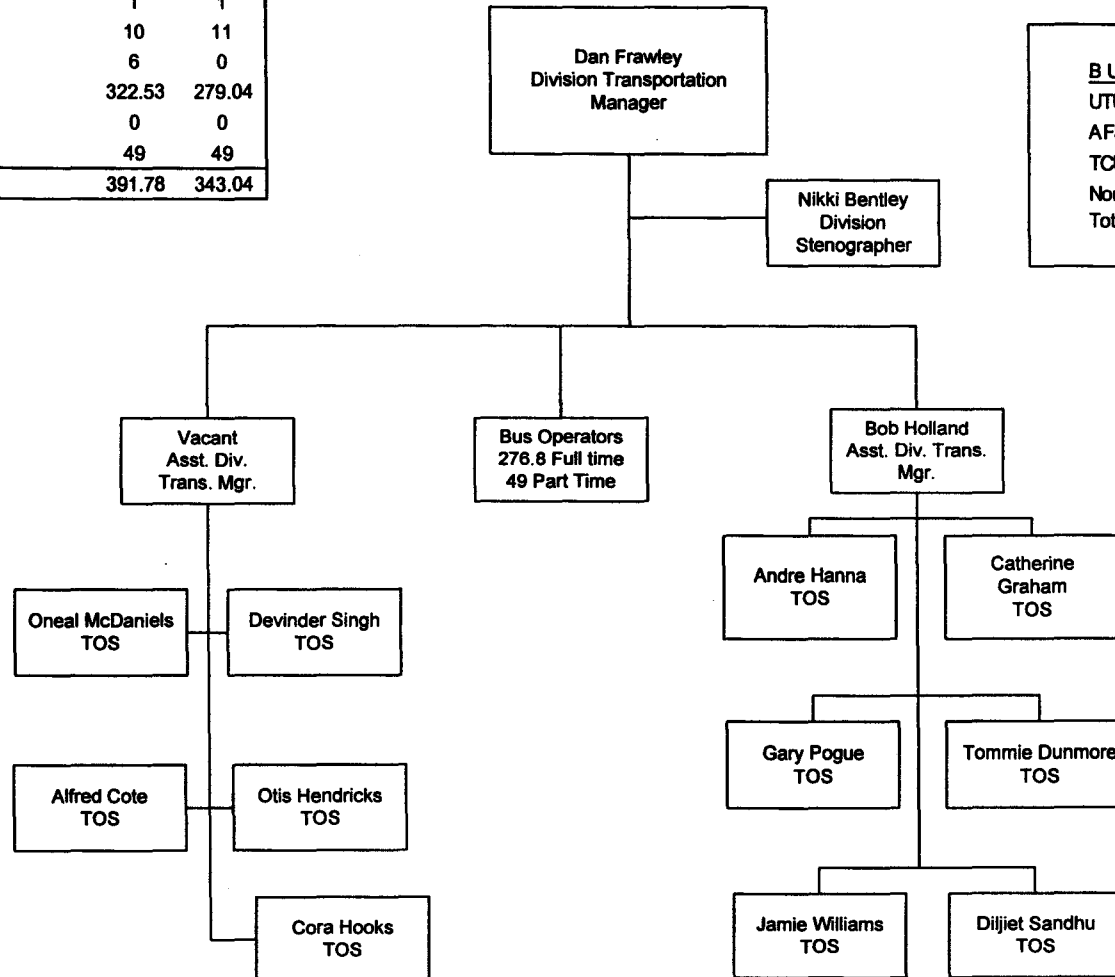 10 11
6 0
322.53 279.04
0 0
49 49
391.78 343.04
Dan Frawley
Division Transportation
Manager
Nikki Bentley
Division
Stenographer
Vacant
Asst. Div.
Trans. Mgr.
Bus Operators
276.8 Full time
49 Part Time
Bob Holland
Asst. Div. Trans.
Mgr.
Oneal McDaniels
TOS
Devinder Singh
TOS
Alfred Cote
TOS
Otis Hendricks
TOS
Cora Hooks
TOS
Andre Hanna
TOS
Catherine
Graham
TOS
Gary Pogue
TOS
Tommie Dunmore
TOS
Jamie Williams
TOS
Diljiet Sandhu
TOS